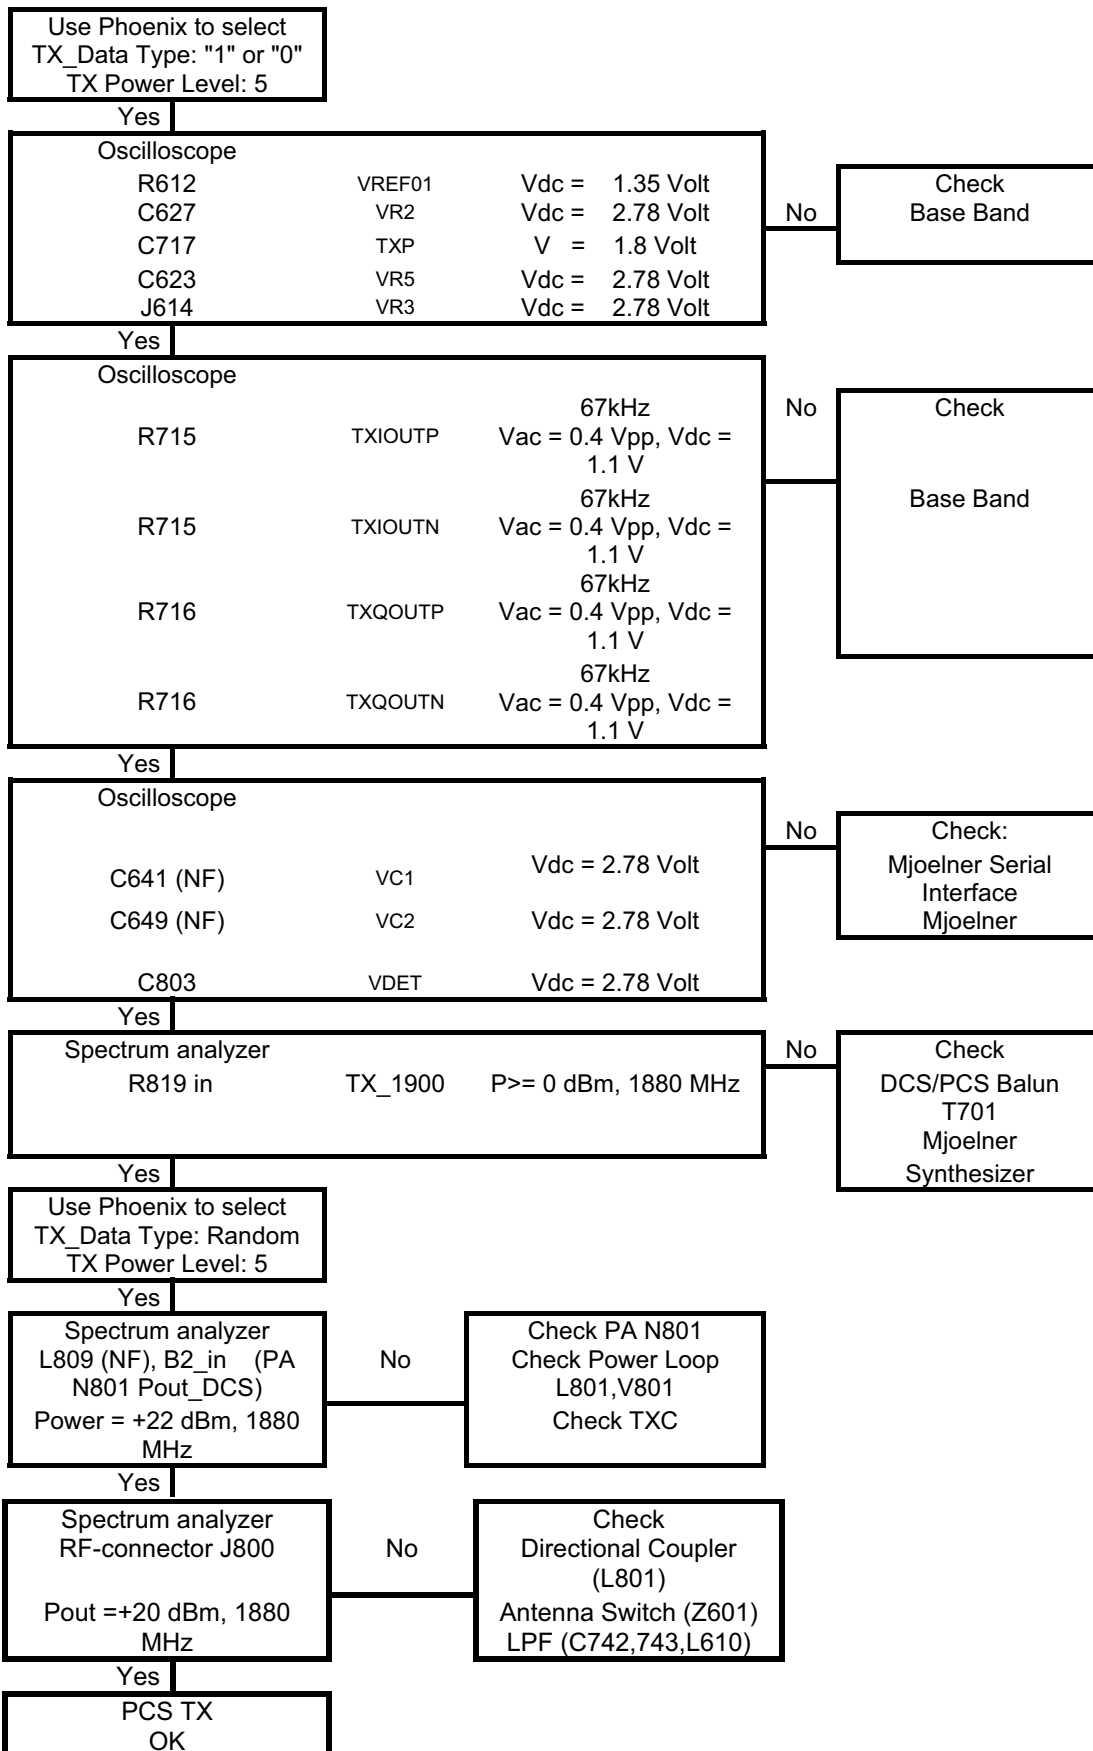 Use Phoenix to select
TX_Data Type: "1" or "0"
TX Power Level: 5
Yes
Oscilloscope
R612 VREF01 Vdc = 1.35 Volt
C627 VR2 Vdc = 2.78 Volt
C717 TXP V = 1.8 Volt
C623 VR5 Vdc = 2.78 Volt
J614 VR3 Vdc = 2.78 Volt
No
Check
Base Band
Yes
Oscilloscope
67kHz
R715 TXIOUTP Vac = 0.4 Vpp, Vdc =
1.1 V
67kHz
R715 TXIOUTN Vac = 0.4 Vpp, Vdc =
1.1 V
67kHz
R716 TXQOUTP Vac = 0.4 Vpp, Vdc =
1.1 V
67kHz
R716 TXQOUTN Vac = 0.4 Vpp, Vdc =
1.1 V
No
Check
Base Band
Yes
Oscilloscope
C641 (NF) VC1 Vdc = 2.78 Volt
C649 (NF) VC2 Vdc = 2.78 Volt
C803 VDET Vdc = 2.78 Volt
No
Check:
Mjoelner Serial
Interface
Mjoelner
Yes
Spectrum analyzer
R819 in TX_1900 P>= 0 dBm, 1880 MHz
No
Check
DCS/PCS Balun
T701
Mjoelner
Synthesizer
Yes
Use Phoenix to select
TX_Data Type: Random
TX Power Level: 5
Yes
Spectrum analyzer
L809 (NF), B2_in (PA
N801 Pout_DCS)
Power = +22 dBm, 1880
MHz
No
Check PA N801
Check Power Loop
L801,V801
Check TXC
Yes
Spectrum analyzer
RF-connector J800
Pout =+20 dBm, 1880
MHz
No
Check
Directional Coupler
(L801)
Antenna Switch (Z601)
LPF (C742,743,L610)
Yes
PCS TX
OK